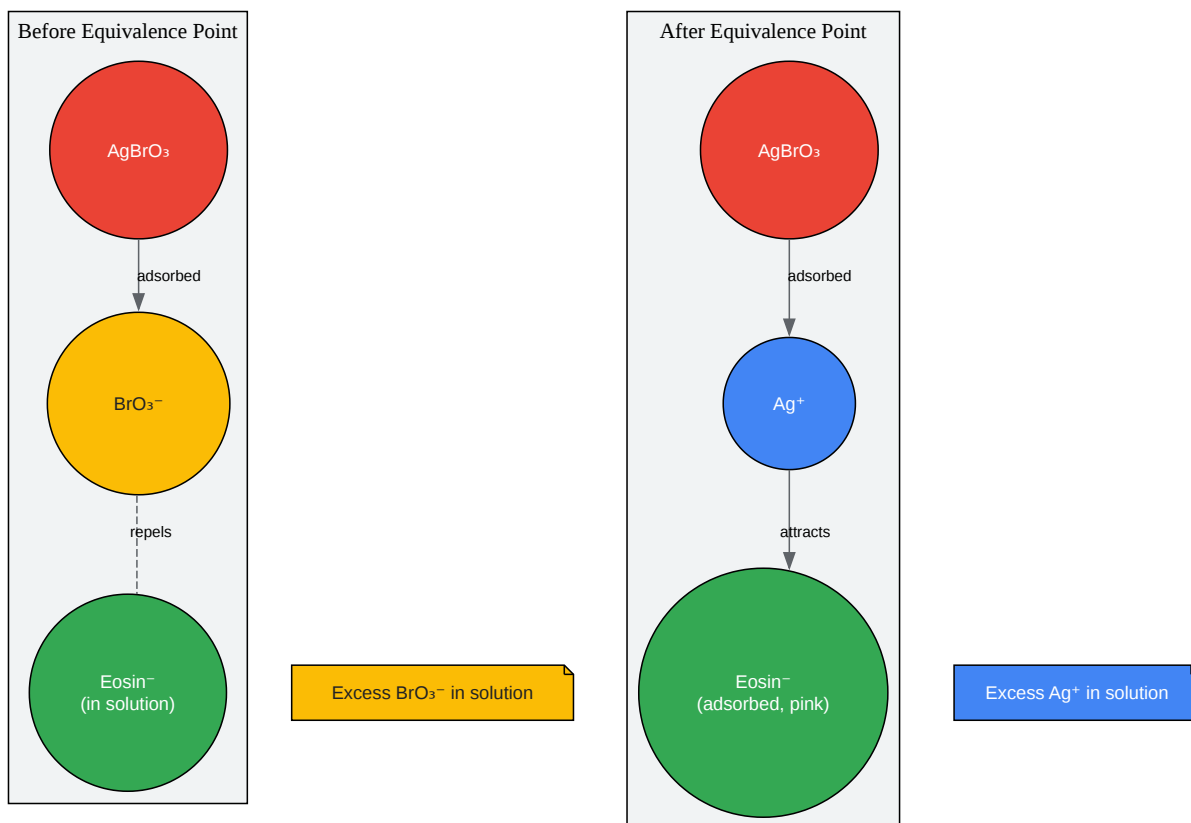 Before Equivalence Point
AgBrO₃
adsorbed
BrO₃⁻
repels
Eosin⁻
(in solution)
Excess BrO₃⁻ in solution
After Equivalence Point
AgBrO₃
adsorbed
Ag⁺
attracts
Eosin⁻
(adsorbed, pink)
Excess Ag⁺ in solution